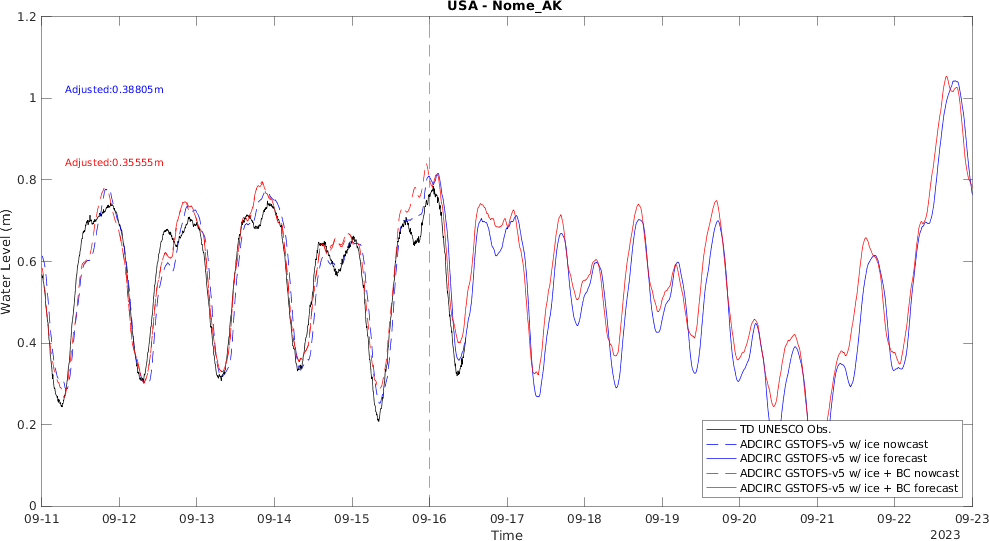 USA - Nome_AK
1.2
1
0.8
0.6
0.4
0.2
0
Water Level (m)
Adjusted:0.38805m
Adjusted:0.35555m
TD UNESCO Obs.
ADCIRC GSTOFS-v5 w/ ice nowcast
ADCIRC GSTOFS-v5 w/ ice forecast
ADCIRC GSTOFS-v5 w/ ice + BC nowcast
ADCIRC GSTOFS-v5 w/ ice + BC forecast
09-11 09-12 09-13 09-14 09-15 09-16 09-17 09-18 09-19 09-20 09-21 09-22 09-23
Time
2023